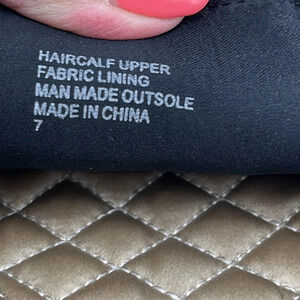 HAIRCALF UPPER
FABRIC LINING
MAN MADE OUTSOLE
MADE IN CHINA
7